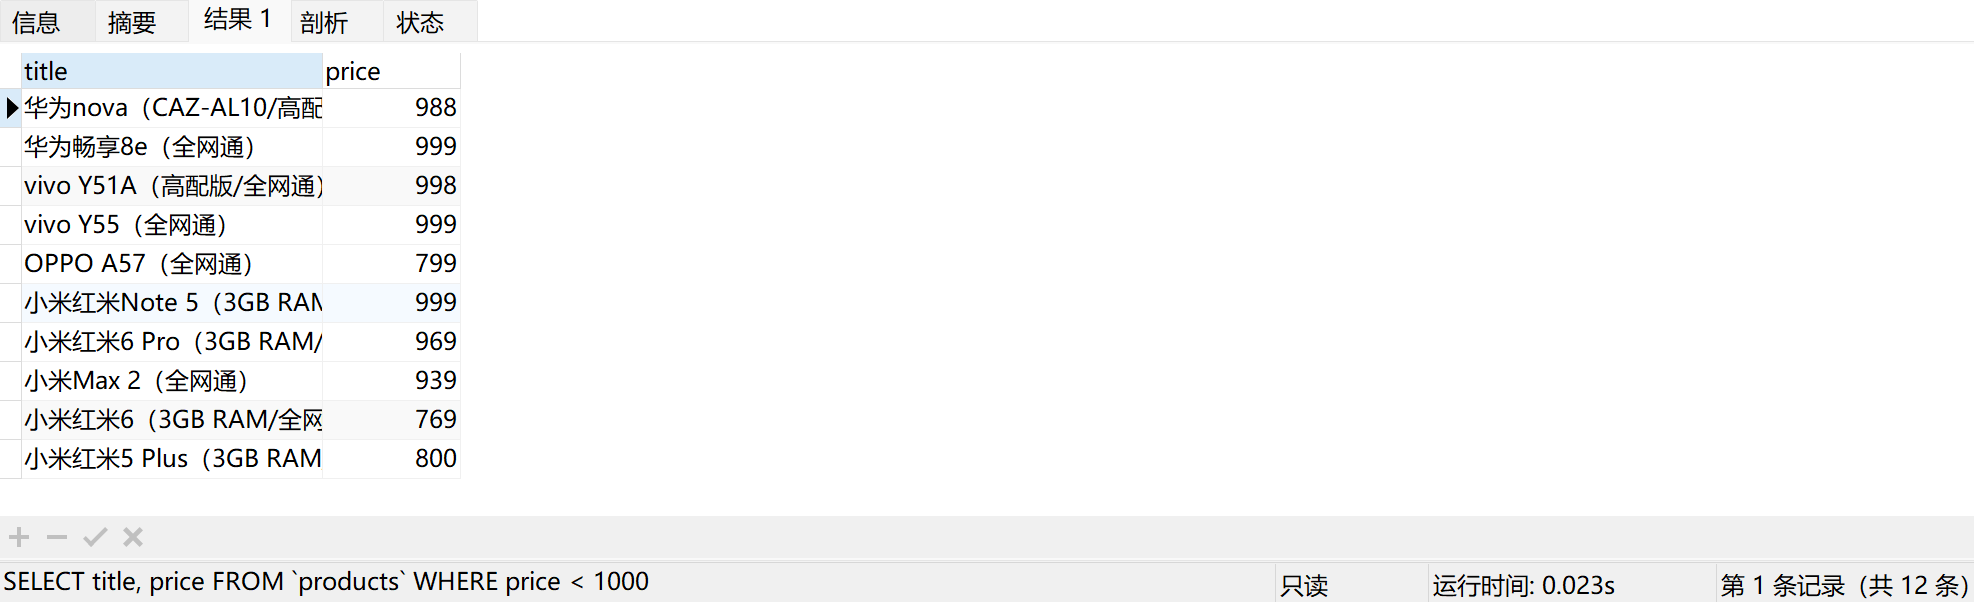 信息 摘要 结果 1 剖析 状态
title price
华为nova（CAZ-AL10/高配 988
华为畅享8e（全网通） 999
vivo Y51A（高配版/全网通） 998
vivo Y55（全网通） 999
OPPO A57（全网通） 799
小米红米Note 5（3GB RAM 999
小米红米6 Pro（3GB RAM/ 969
小米Max 2（全网通） 939
小米红米6（3GB RAM/全网 769
小米红米5 Plus（3GB RAM 800
SELECT title, price FROM `products` WHERE price < 1000 只读 运行时间: 0.023s 第 1 条记录（共 12 条）